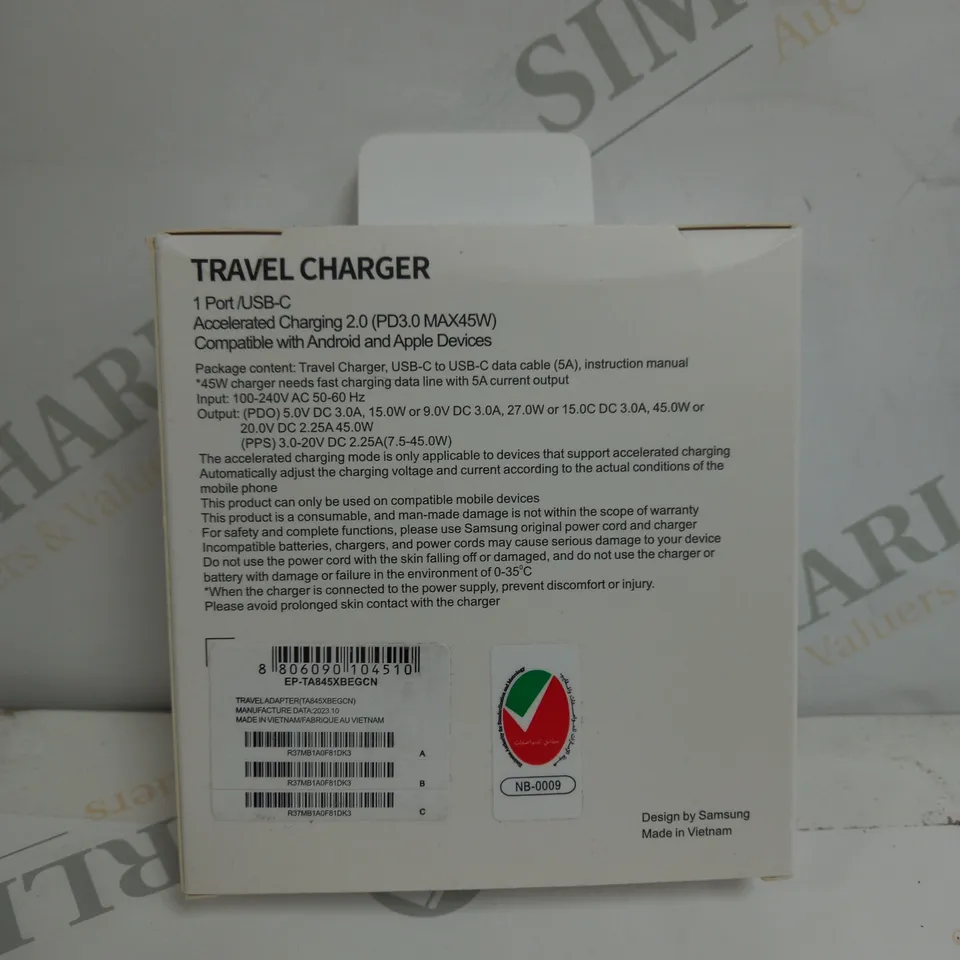 TRAVEL CHARGER
1 Port /USB-C
Accelerated Charging 2.0 (PD3.0 MAX45W)
Compatible with Android and Apple Devices
Package content: Travel Charger, USB-C to USB-C data cable (5A), instruction manual
*45W charger needs fast charging data line with 5A current output
Input: 100-240V AC 50-60 Hz
Output: (PDO) 5.0V DC 3.0A, 15.0W or 9.0V DC 3.0A, 27.0W or 15.0C DC 3.0A, 45.0W or
20.0V DC 2.25A 45.0W
(PPS) 3.0-20V DC 2.25A(7.5-45.0W)
The accelerated charging mode is only applicable to devices that support accelerated charging
Automatically adjust the charging voltage and current according to the actual conditions of the
mobile phone
This product can only be used on compatible mobile devices
This product is a consumable, and man-made damage is not within the scope of warranty
For safety and complete functions, please use Samsung original power cord and charger
Incompatible batteries, chargers, and power cords may cause serious damage to your device
Do not use the power cord with the skin falling off or damaged, and do not use the charger or
battery with damage or failure in the environment of 0-35°C
*When the charger is connected to the power supply, prevent discomfort or injury.
Please avoid prolonged skin contact with the charger
8 806090 104510
EP-TA845XBEGCN
TRAVEL ADAPTER(TA845XBEGCN)
MANUFACTURE DATA:2023.10
MADE IN VIETNAM/FABRIQUE AU VIETNAM
R37MB1A0F81DK3 A
R37MB1A0F81DK3 B
R37MB1A0F81DK3 C
NB-0009
Design by Samsung
Made in Vietnam